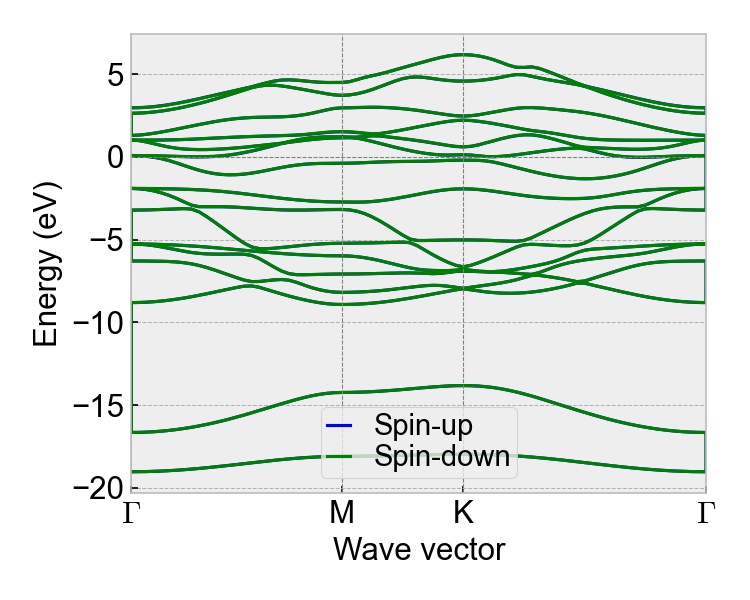 5
0
−5
−10
−15
−20
Energy (eV)
Spin-up
Spin-down
Γ M K Γ
Wave vector